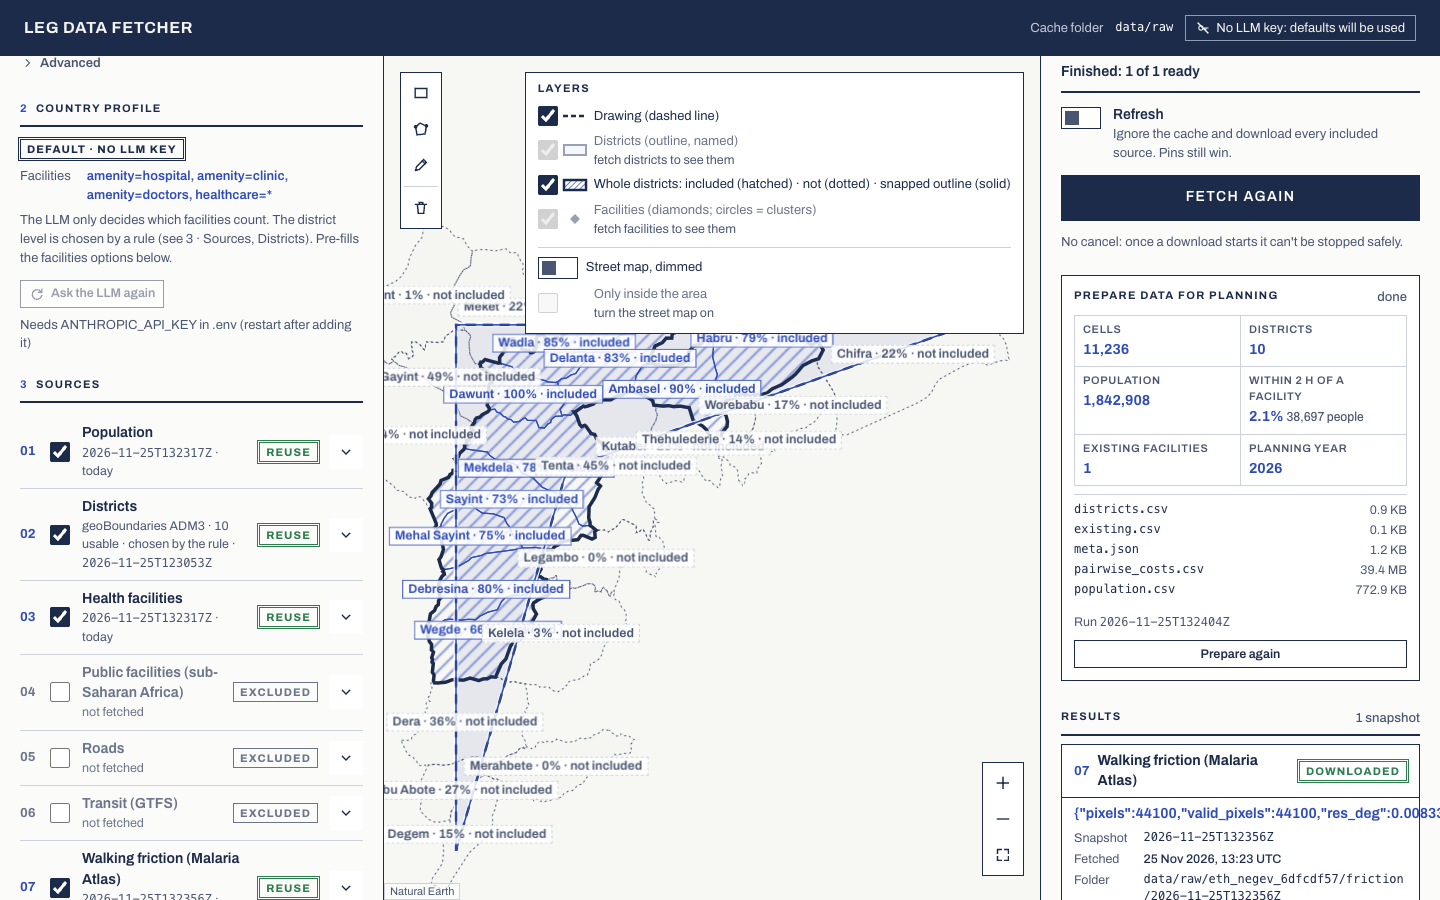 LEG DATA FETCHER
Cache folder data/raw
No LLM key: defaults will be used
Advanced
2 COUNTRY PROFILE
DEFAULT · NO LLM KEY
Facilities amenity=hospital, amenity=clinic,
amenity=doctors, healthcare=*
The LLM only decides which facilities count. The district
level is chosen by a rule (see 3 · Sources, Districts). Pre-fills
the facilities options below.
Ask the LLM again
Needs ANTHROPIC_API_KEY in .env (restart after adding
it)
3 SOURCES
01 Population
2026-11-25T132317Z ·
today
REUSE
02 Districts
geoBoundaries ADM3 · 10
usable · chosen by the rule ·
2026-11-25T123053Z
REUSE
03 Health facilities
2026-11-25T132317Z ·
today
REUSE
04 Public facilities (sub-
Saharan Africa)
not fetched
EXCLUDED
05 Roads
not fetched
EXCLUDED
06 Transit (GTFS)
not fetched
EXCLUDED
07 Walking friction (Malaria
Atlas)
2026-11-25T132356Z ·
REUSE
LAYERS
Drawing (dashed line)
Districts (outline, named)
fetch districts to see them
Whole districts: included (hatched) · not (dotted) · snapped outline (solid)
Facilities (diamonds; circles = clusters)
fetch facilities to see them
Street map, dimmed
Only inside the area
turn the street map on
nt · 1% · not included
Meket · 22
Wadla · 85% · included
Habru · 79% · included
Delanta · 83% · included
Chifra · 22% · not included
Sayint · 49% · not included
Dawunt · 100% · included
Ambasel · 90% · included
Worebabu · 17% · not included
4% · not included
Kutab
Thehulederie · 14% · not included
Mekdela · 78
Tenta · 45% · not included
Sayint · 73% · included
Mehal Sayint · 75% · included
Legambo · 0% · not included
Debresina · 80% · included
Wegde · 66
Kelela · 3% · not included
Dera · 36% · not included
Merahbete · 0% · not included
bu Abote · 27% · not included
Degem · 15% · not included
Natural Earth
Finished: 1 of 1 ready
Refresh
Ignore the cache and download every included
source. Pins still win.
FETCH AGAIN
No cancel: once a download starts it can't be stopped safely.
PREPARE DATA FOR PLANNING done
CELLS
11,236
DISTRICTS
10
POPULATION
1,842,908
WITHIN 2 H OF A
FACILITY
2.1% 38,697 people
EXISTING FACILITIES
1
PLANNING YEAR
2026
districts.csv 0.9 KB
existing.csv 0.1 KB
meta.json 1.2 KB
pairwise_costs.csv 39.4 MB
population.csv 772.9 KB
Run 2026-11-25T132404Z
Prepare again
RESULTS 1 snapshot
07 Walking friction (Malaria
Atlas)
DOWNLOADED
{"pixels":44100,"valid_pixels":44100,"res_deg":0.0083
Snapshot 2026-11-25T132356Z
Fetched 25 Nov 2026, 13:23 UTC
Folder data/raw/eth_negev_6dfcdf57/friction
/2026-11-25T132356Z